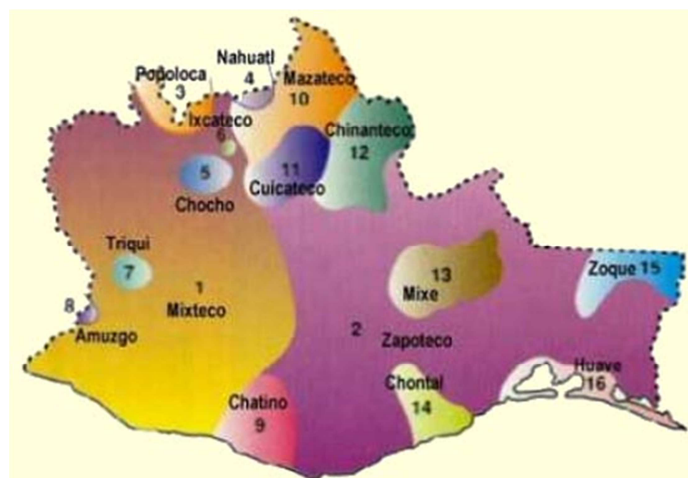 Nahuatl
4
Popoloca
3
Mazateco
10
Ixcateco
6
Chinanteco
12
5
Chocho
11
Cuicateco
Triqui
7
1
Mixteco
8
Amuzgo
13
Mixe
Zoque 15
2
Zapoteco
Huave
16
Chontal
14
Chatino
9